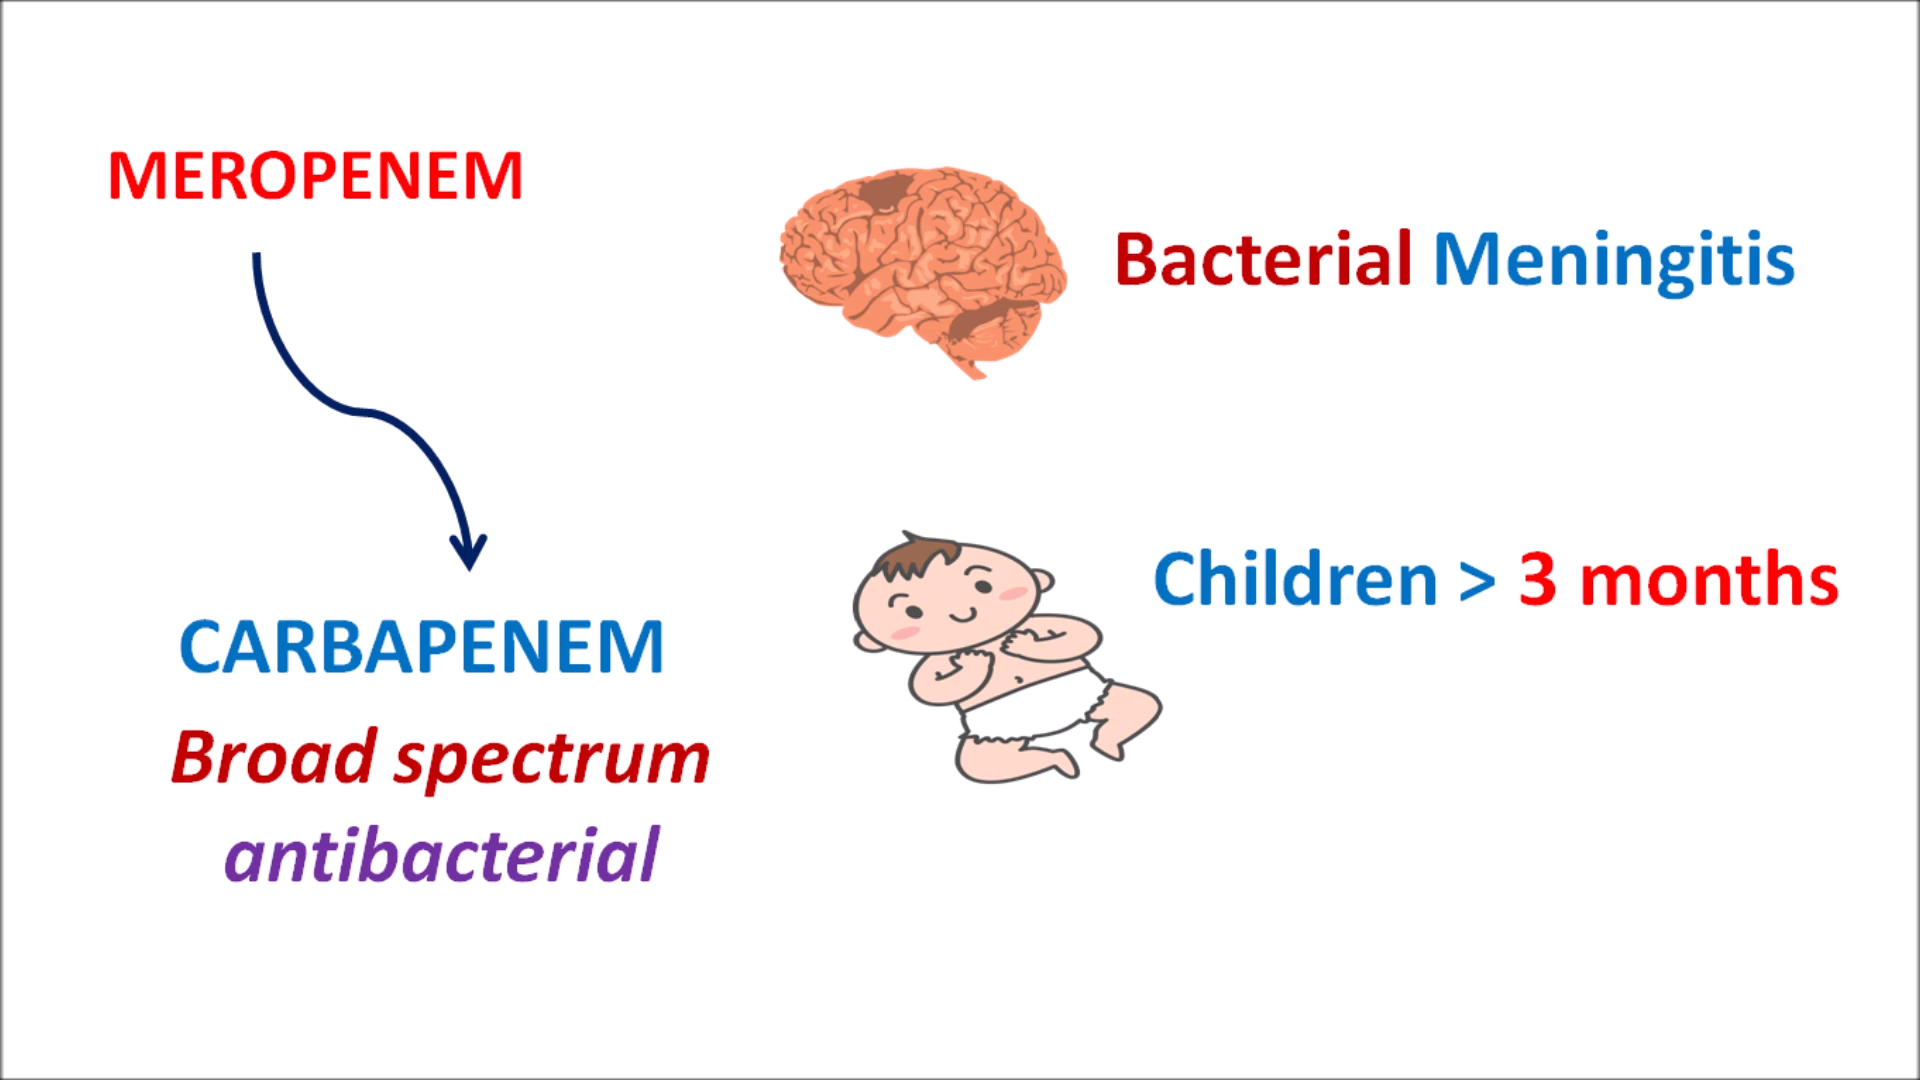 MEROPENEM
CARBAPENEM
Broad spectrum
antibacterial
Bacterial Meningitis
Children > 3 months